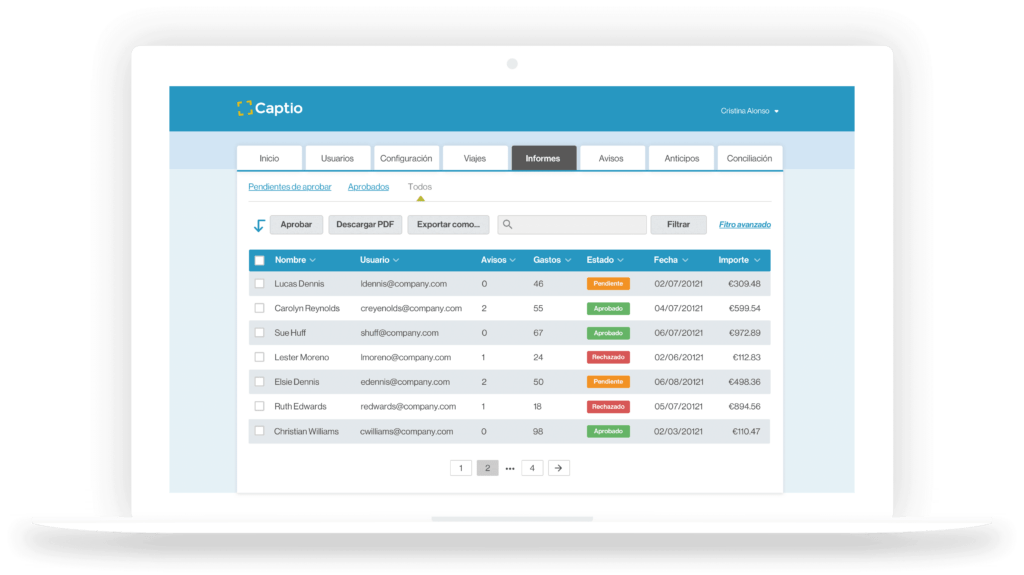 Captio
Cristina Alonso
Inicio Usuarios Configuración Viajes Informes Avisos Anticipos Conciliación
Pendientes de aprobar Aprobados Todos
Aprobar Descargar PDF Exportar como... Filtrar Fitro avanzado
Nombre Usuario Avisos Gastos Estado Fecha Importe
Lucas Dennis ldennis@company.com 0 46 Pendiente 02/07/20121 €309.48
Carolyn Reynolds creyenolds@company.com 2 55 Aprobado 04/07/20121 €599.54
Sue Huff shuff@company.com 0 67 Aprobado 06/07/20121 €972.89
Lester Moreno lmoreno@company.com 1 24 Rechazado 02/06/20121 €112.83
Elsie Dennis edennis@company.com 2 50 Pendiente 06/08/20121 €498.36
Ruth Edwards redwards@company.com 1 18 Rechazado 05/07/20121 €894.56
Christian Williams cwilliams@company.com 0 98 Aprobado 02/03/20121 €110.47
1 2 ••• 4 →